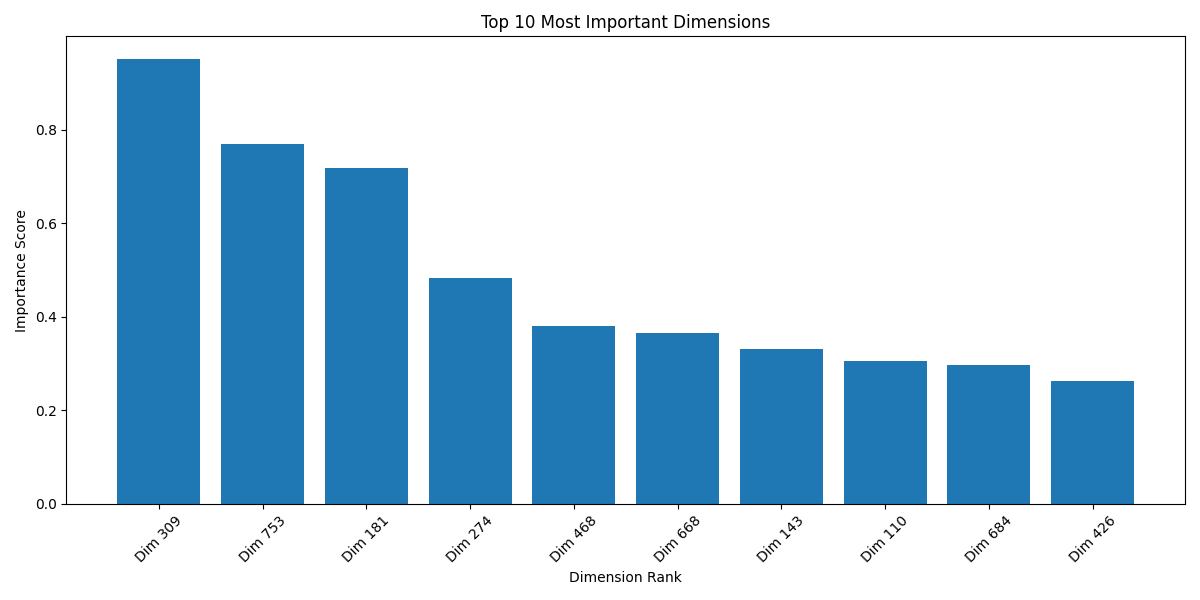 Top 10 Most Important Dimensions
Importance Score
0.8
0.6
0.4
0.2
0.0
Dim 309
Dim 753
Dim 181
Dim 274
Dim 468
Dim 668
Dim 143
Dim 110
Dim 684
Dim 426
Dimension Rank